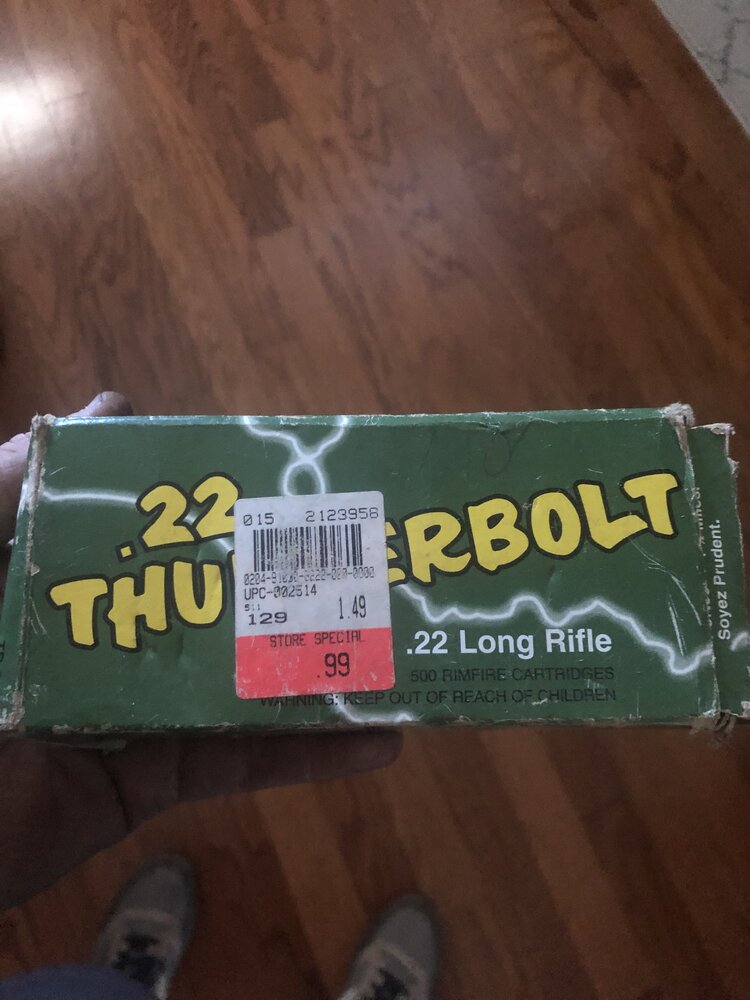 .22
THU ERBOLT
015 2123958
UPC-002514
511
129 1.49
STORE SPECIAL
.99
.22 Long Rifle
500 RIMFIRE CARTRIDGES
WARNING: KEEP OUT OF REACH OF CHILDREN
Soyez Prudent.